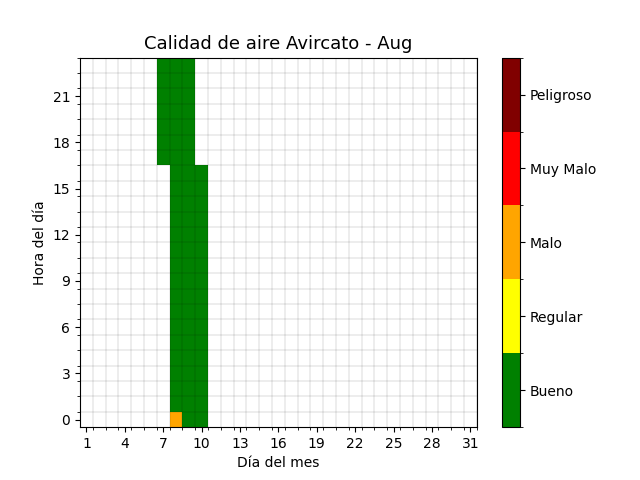 Calidad de aire Avircato - Aug
Hora del día
21
18
15
12
9
6
3
0
1 4 7 10 13 16 19 22 25 28 31
Día del mes
Peligroso
Muy Malo
Malo
Regular
Bueno